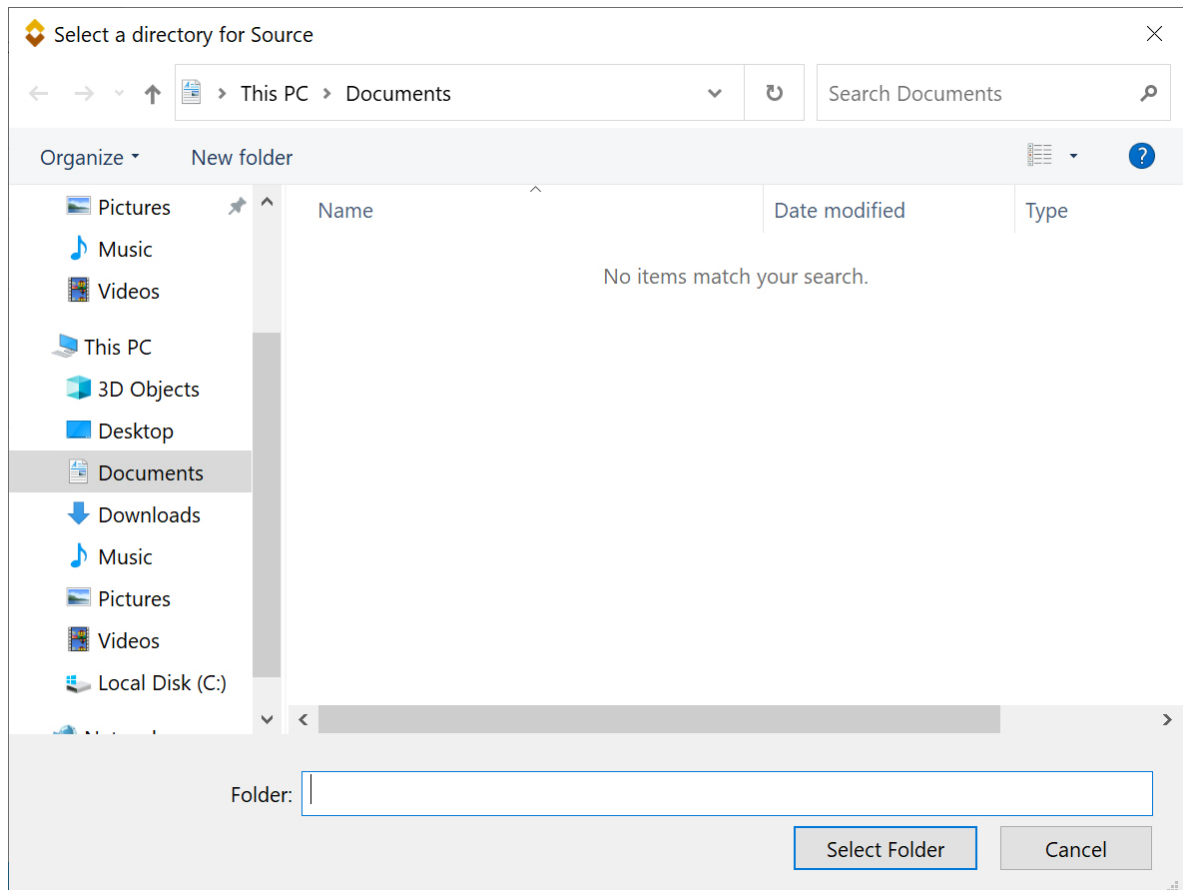 Select a directory for Source
This PC > Documents
Search Documents
Organize
New folder
?
Name
Date modified
Type
No items match your search.
Pictures
Music
Videos
This PC
3D Objects
Desktop
Documents
Downloads
Music
Pictures
Videos
Local Disk (C:)
Folder:
Select Folder
Cancel